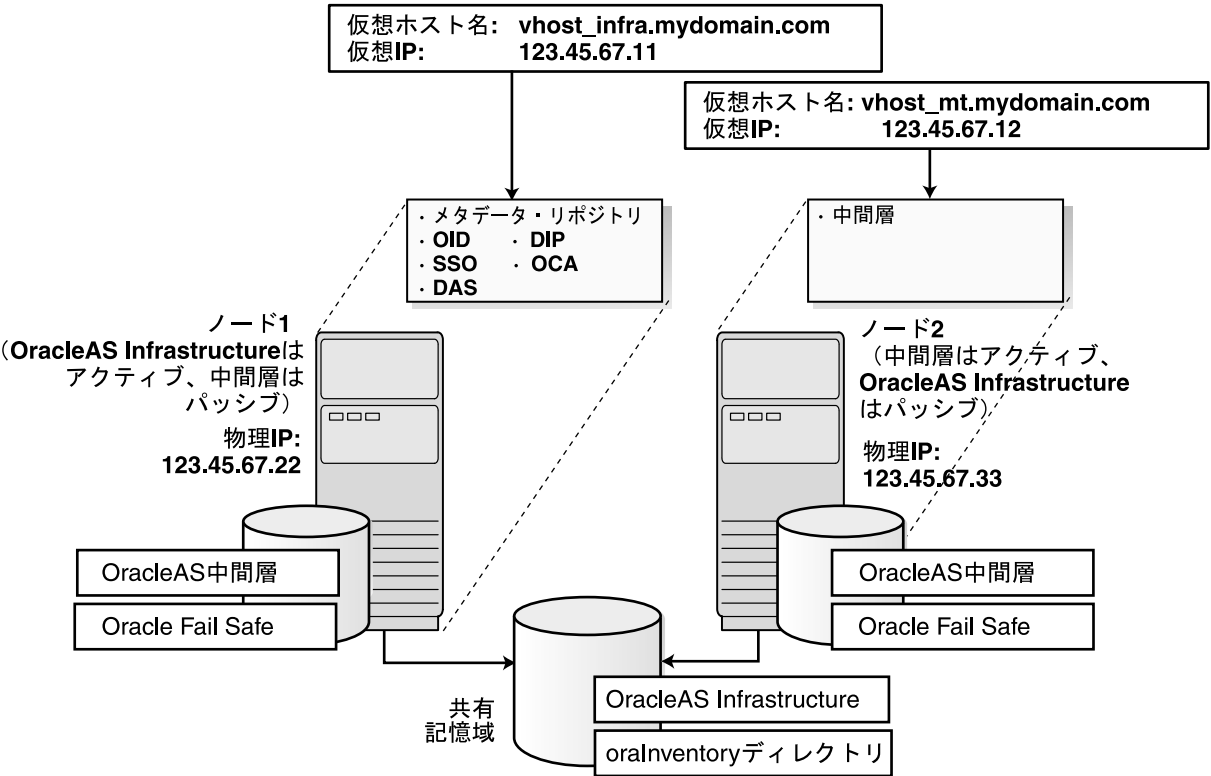 仮想ホスト名: vhost_infra.mydomain.com
仮想IP: 123.45.67.11
仮想ホスト名: vhost_mt.mydomain.com
仮想IP: 123.45.67.12
・メタデータ・リポジトリ
・OID ・DIP
・SSO ・OCA
・DAS
・中間層
ノード1
（OracleAS Infrastructureは
アクティブ、中間層は
パッシブ）
物理IP:
123.45.67.22
ノード2
（中間層はアクティブ、
OracleAS Infrastructure
はパッシブ）
物理IP:
123.45.67.33
OracleAS中間層
Oracle Fail Safe
OracleAS中間層
Oracle Fail Safe
共有
記憶域
OracleAS Infrastructure
oraInventoryディレクトリ